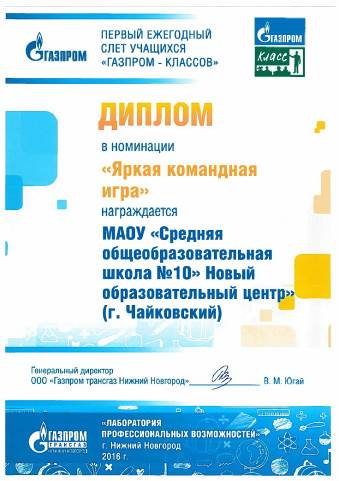 ГАЗПРОМ
ПЕРВЫЙ ЕЖЕГОДНЫЙ
СЛЕТ УЧАЩИХСЯ
«ГАЗПРОМ - КЛАССОВ»
ГАЗПРОМ
Класс
ДИПЛОМ
в номинации
«Яркая командная
игра»
награждается
МАОУ «Средняя
общеобразовательная
школа №10» Новый
образовательный центр»
(г. Чайковский)
Генеральный директор
ООО «Газпром трансгаз Нижний Новгород»
В. М. Югай
ГАЗПРОМ
ТРАНСГАЗ
НИЖНИЙ НОВГОРОД
«ЛАБОРАТОРИЯ
ПРОФЕССИОНАЛЬНЫХ ВОЗМОЖНОСТЕЙ»
г. Нижний Новгород
2016 г.